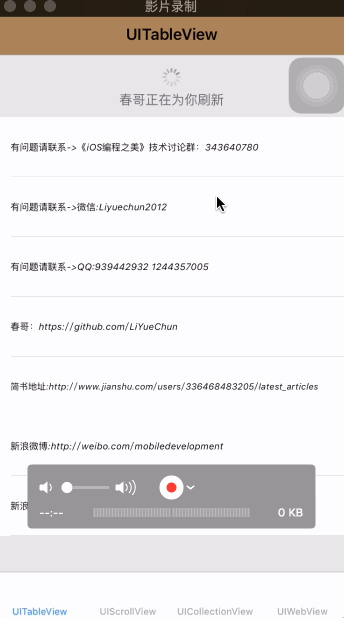 影片录制
UITableView
春哥正在为你刷新
有问题请联系->《iOS编程之美》技术讨论群：343640780
有问题请联系->微信:Liyuechun2012
有问题请联系->QQ:939442932 1244357005
春哥：https://github.com/LiYueChun
简书地址:http://www.jianshu.com/users/336468483205/latest_articles
新浪微博:http://weibo.com/mobiledevelopment
新浪
--:--
0 KB
UITableView
UIScrollView
UICollectionView
UIWebView